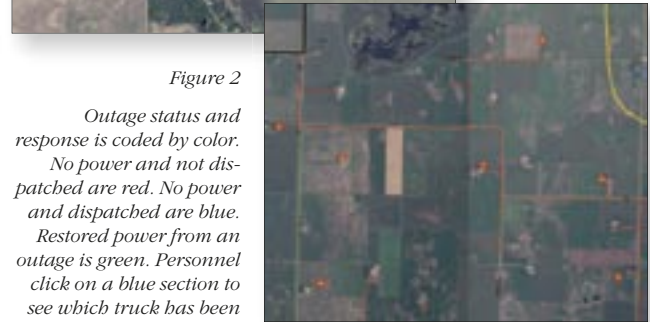 Figure 2
Outage status and
response is coded by color.
No power and not dis-
patched are red. No power
and dispatched are blue.
Restored power from an
outage is green. Personnel
click on a blue section to
see which truck has been